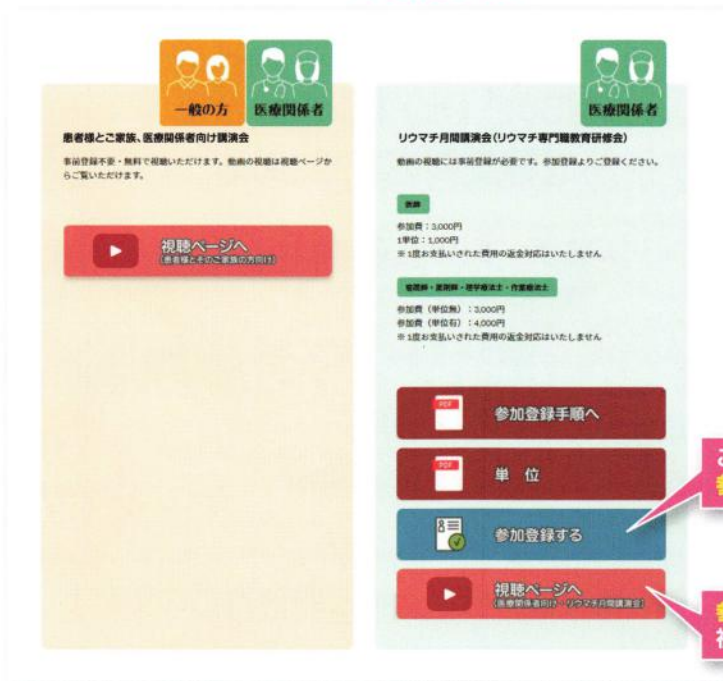 一般の方
医療関係者
患者様とご家族、医療関係者向け講演会
事前登録不要・無料で視聴いただけます。動画の視聴は視聴ページか
らご覧いただけます。
視聴ページへ
(患者様とそのご家族の方向け)
医療関係者
リウマチ月間講演会(リウマチ専門職教育研修会)
動画の視聴には事前登録が必要です。参加登録よりご登録ください。
医師
参加費:3,000円
1単位:1,000円
※1度お支払いされた費用の返金対応はいたしません
看護師・薬剤師・理学療法士・作業療法士
参加費(単位無):3,000円
参加費(単位有):4,000円
※1度お支払いされた費用の返金対応はいたしません
PDF
参加登録手順へ
PDF
単 位
参加登録する
視聴ページへ
(医療関係者向け リウマチ月間講演会)